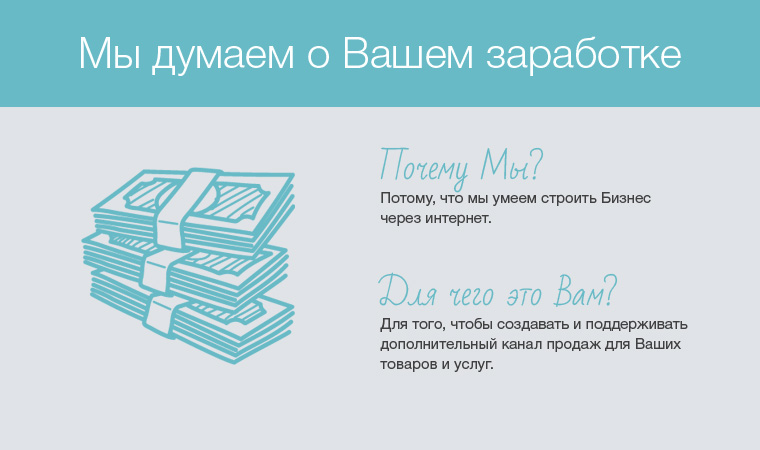 Мы думаем о Вашем заработке
Почему Мы?
Потому, что мы умеем строить Бизнес
через интернет.
Для чего это Вам?
Для того, чтобы создавать и поддерживать
дополнительный канал продаж для Ваших
товаров и услуг.